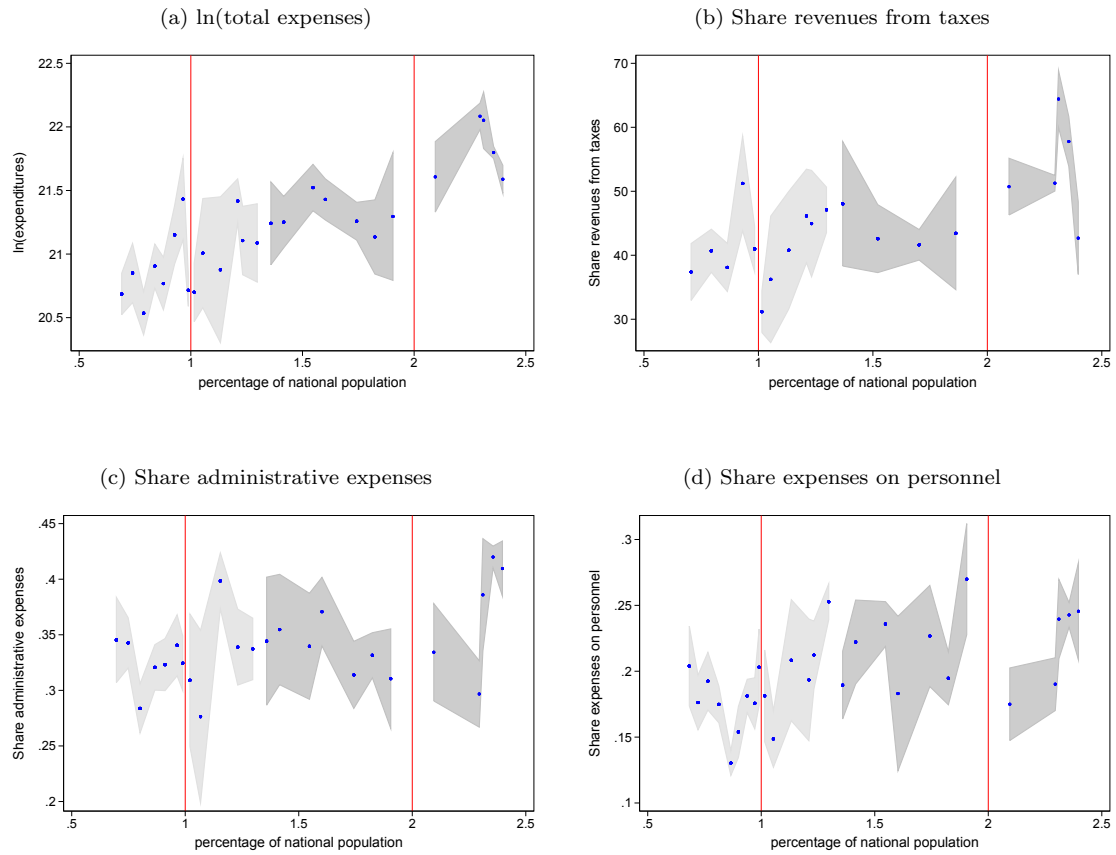 (a) ln(total expenses)
22.5
22
21.5
21
20.5
ln(expenditures)
.5 1 1.5 2 2.5
percentage of national population
(b) Share revenues from taxes
70
60
50
40
30
Share revenues from taxes
.5 1 1.5 2 2.5
percentage of national population
(c) Share administrative expenses
.45
.4
.35
.3
.25
.2
Share administrative expenses
.5 1 1.5 2 2.5
percentage of national population
(d) Share expenses on personnel
.3
.25
.2
.15
.1
Share expenses on personnel
.5 1 1.5 2 2.5
percentage of national population